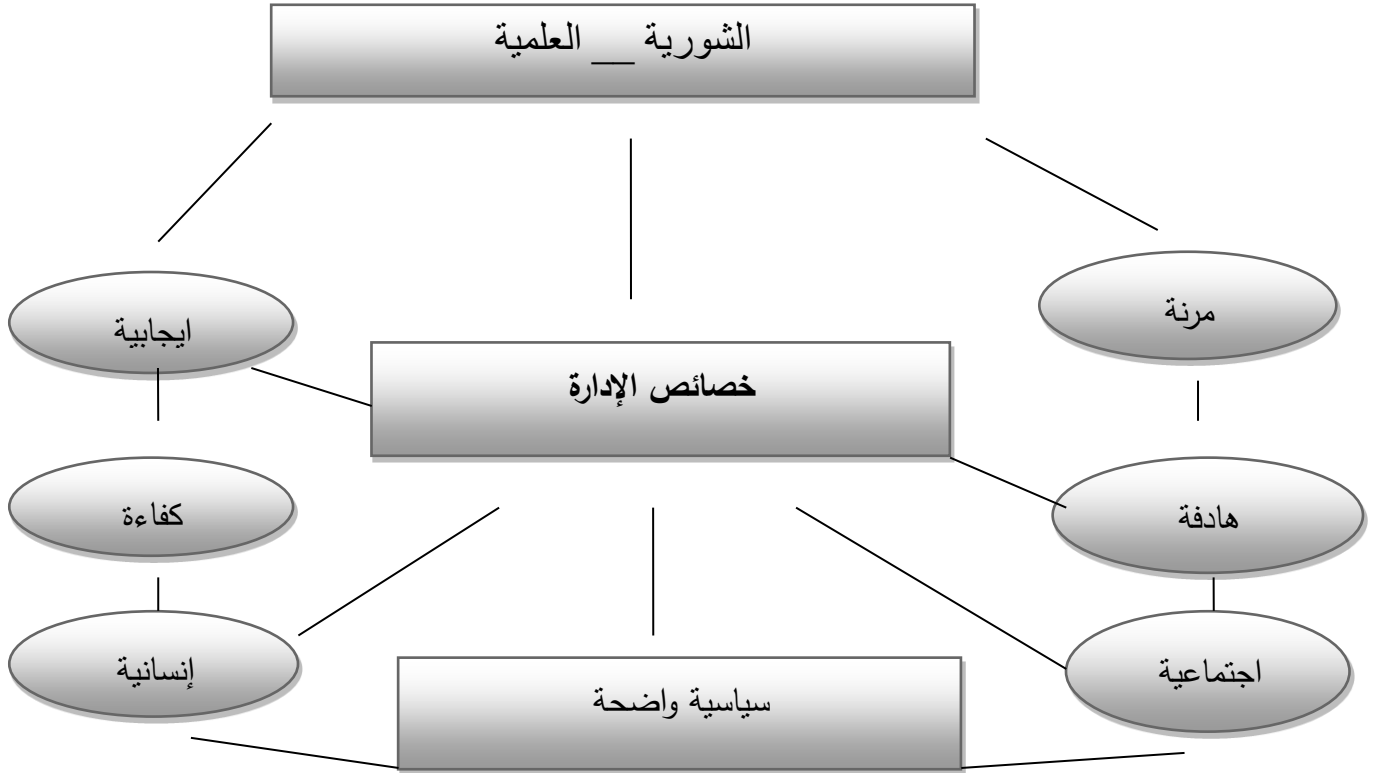 الشورية __ العلمية
مرنة
ايجابية
خصائص الإدارة
هادفة
كفاءة
اجتماعية
إنسانية
سياسية واضحة